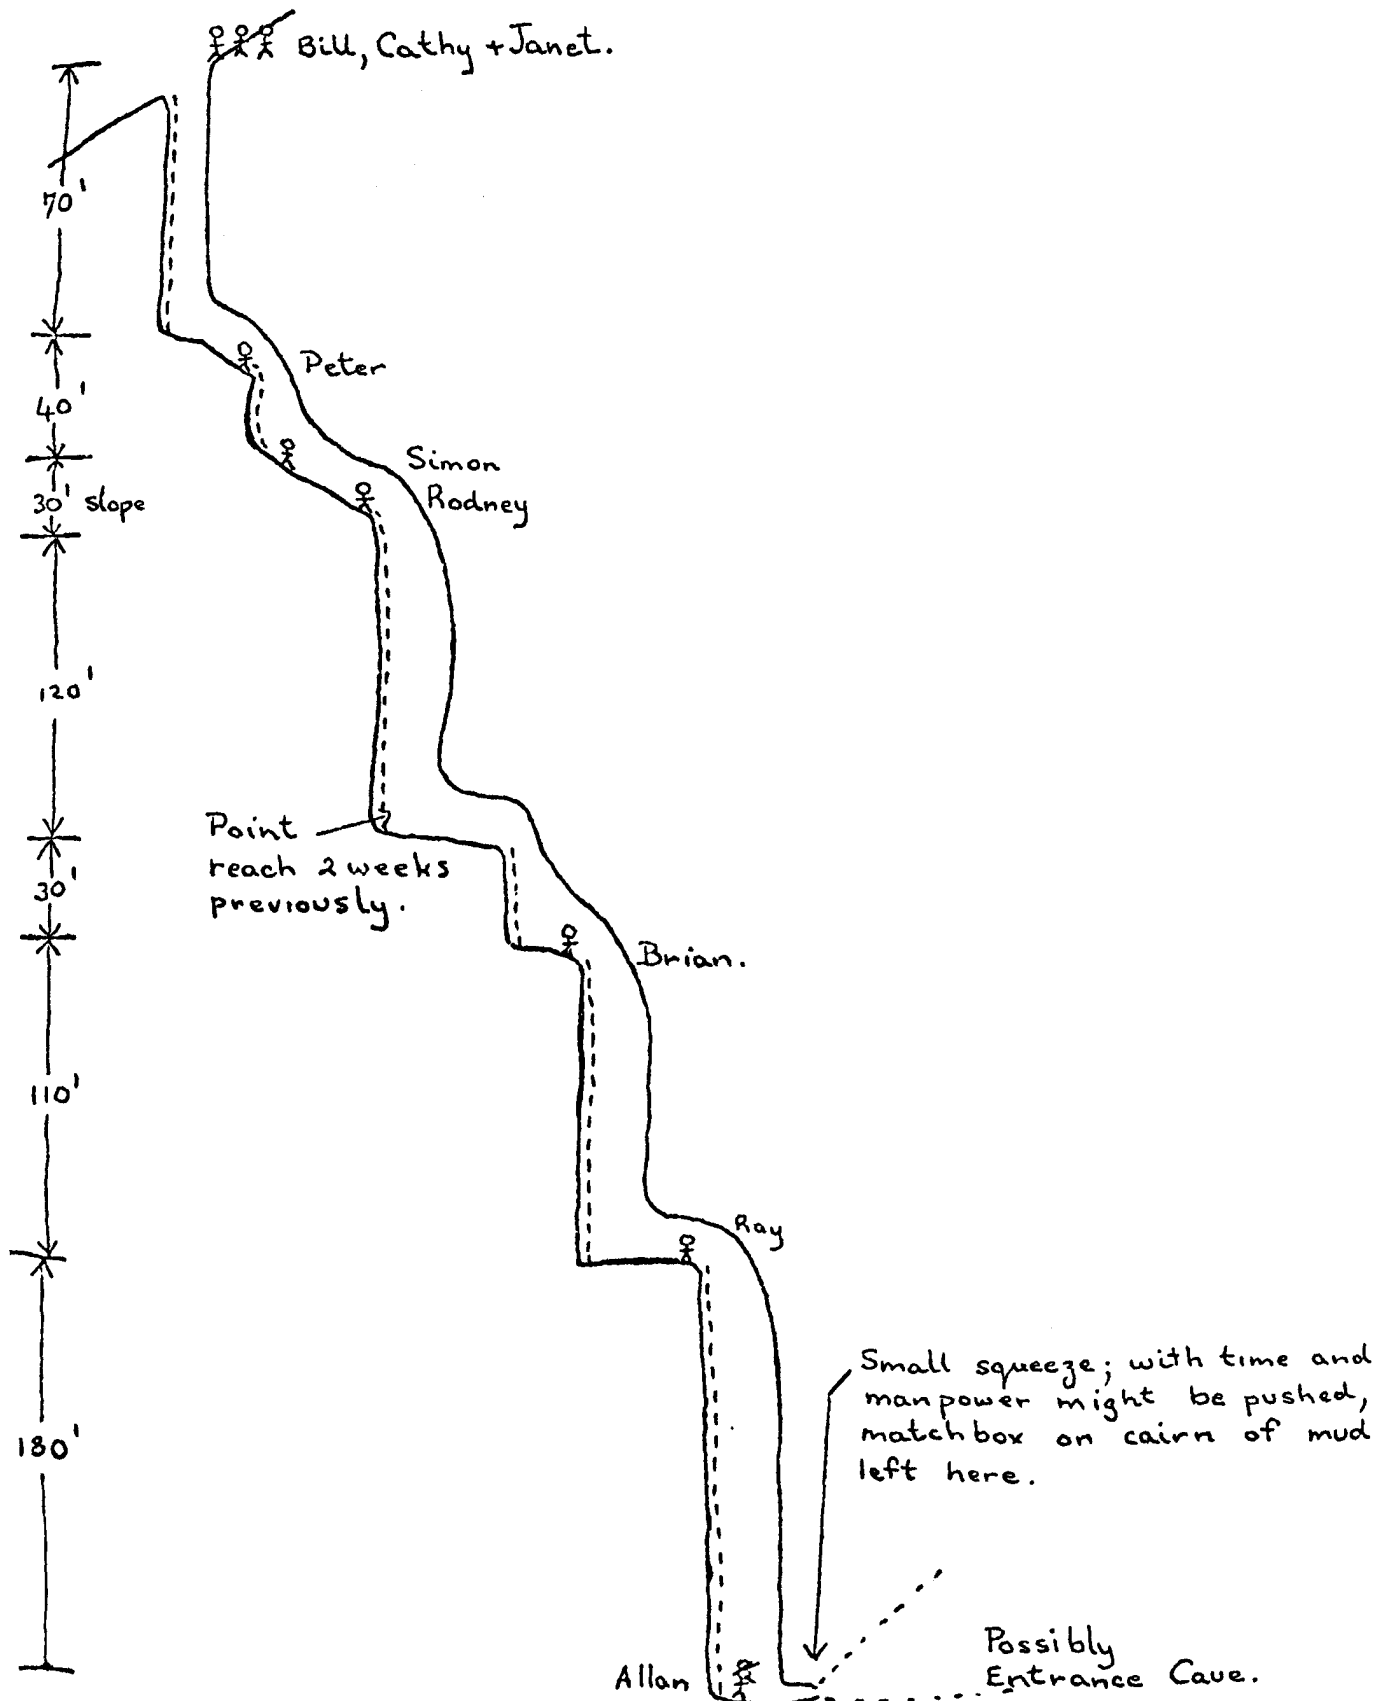 Bill, Cathy + Janet.
70'
Peter
40'
Simon
30' slope
Rodney
120'
Point
reach 2 weeks
previously.
30'
Brian.
110'
Ray
Small squeeze; with time and
manpower might be pushed,
matchbox on cairn of mud
left here.
180'
Possibly
Entrance Cave.
Allan